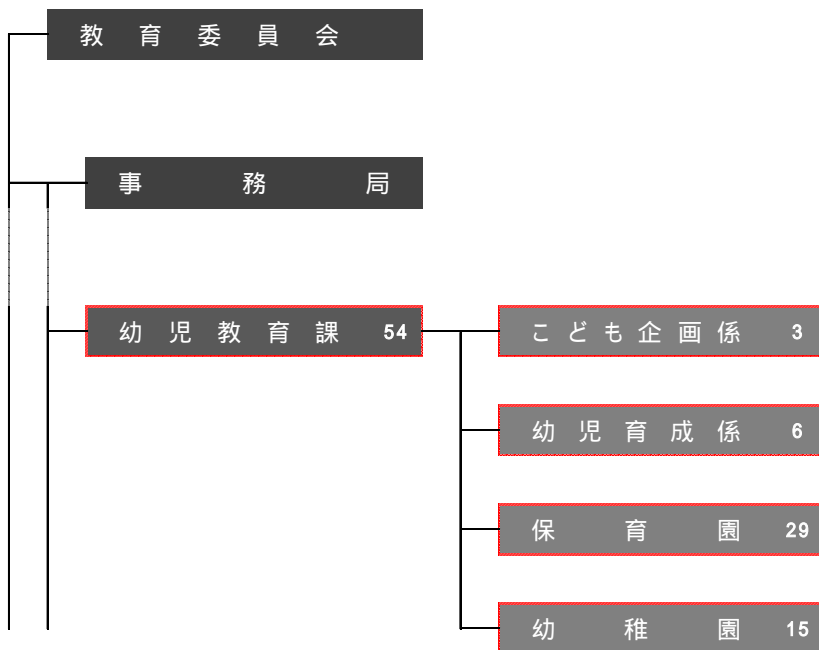 教育委員会
事務局
幼児教育課 54
こども企画係 3
幼児育成係 6
保育園 29
幼稚園 15